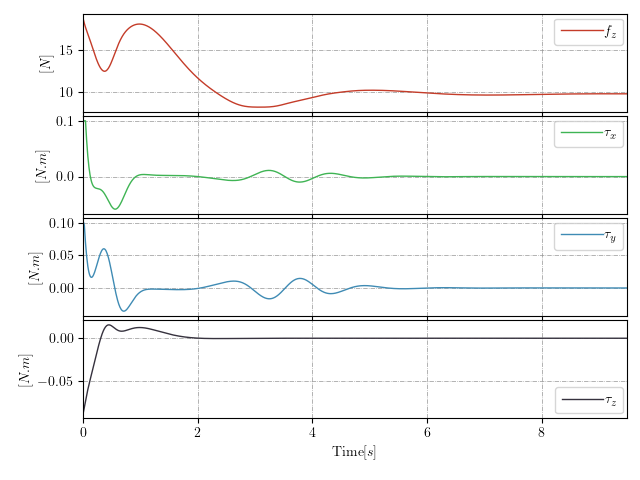 [N]
15
10
f_z
[N.m]
0.1
0.0
τ_x
[N.m]
0.10
0.05
0.00
τ_y
[N.m]
0.00
−0.05
τ_z
0 2 4 6 8
Time[s]